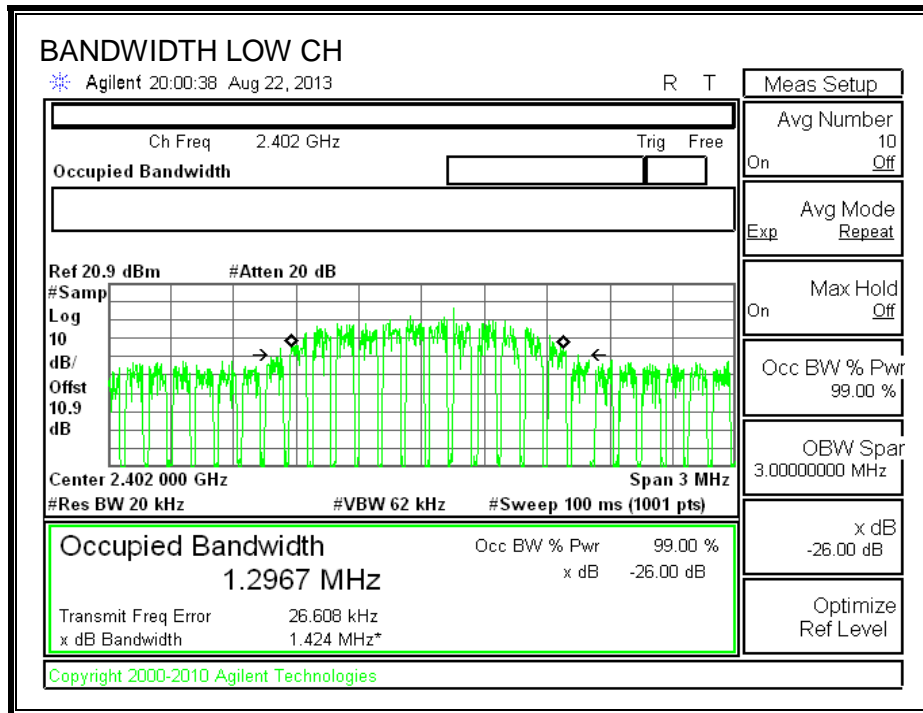 BANDWIDTH LOW CH
Agilent 20:00:38 Aug 22, 2013 R T
Ch Freq 2.402 GHz Trig Free
Occupied Bandwidth
Ref 20.9 dBm #Atten 20 dB
#Samp
Log
10
dB/
Offst
10.9
dB
Center 2.402 000 GHz Span 3 MHz
#Res BW 20 kHz #VBW 62 kHz #Sweep 100 ms (1001 pts)
Occupied Bandwidth
1.2967 MHz
Occ BW % Pwr 99.00 %
x dB -26.00 dB
Transmit Freq Error 26.608 kHz
x dB Bandwidth 1.424 MHz*
Copyright 2000-2010 Agilent Technologies
Meas Setup
Avg Number
10
On Off
Avg Mode
Exp Repeat
Max Hold
On Off
Occ BW % Pwr
99.00 %
OBW Span
3.00000000 MHz
x dB
-26.00 dB
Optimize
Ref Level